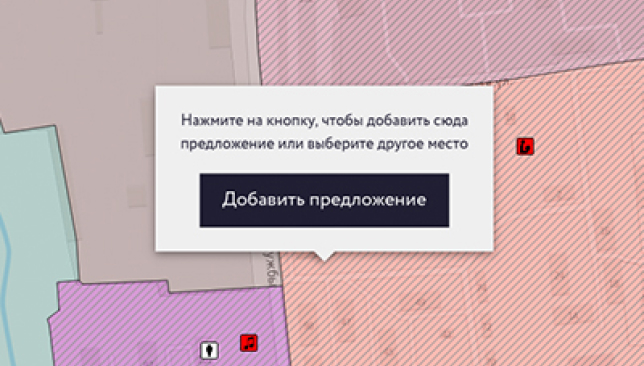 Нажмите на кнопку, чтобы добавить сюда
предложение или выберите другое место
Добавить предложение